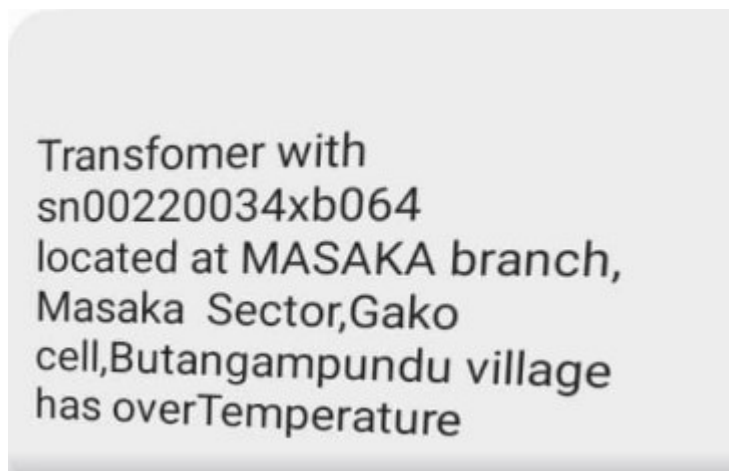 Transfomer with
sn00220034xb064
located at MASAKA branch,
Masaka  Sector,Gako
cell,Butangampundu village
has overTemperature